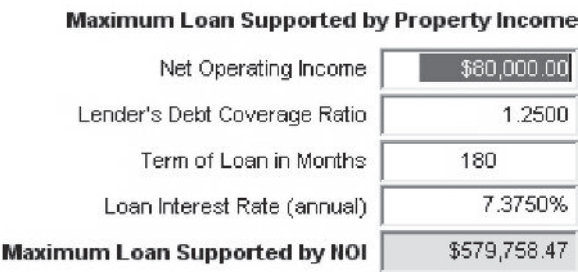 Maximum Loan Supported by Property Income
Net Operating Income $80,000.00
Lender's Debt Coverage Ratio 1.2500
Term of Loan in Months 180
Loan Interest Rate (annual) 7.3750%
Maximum Loan Supported by NOI $579,758.47